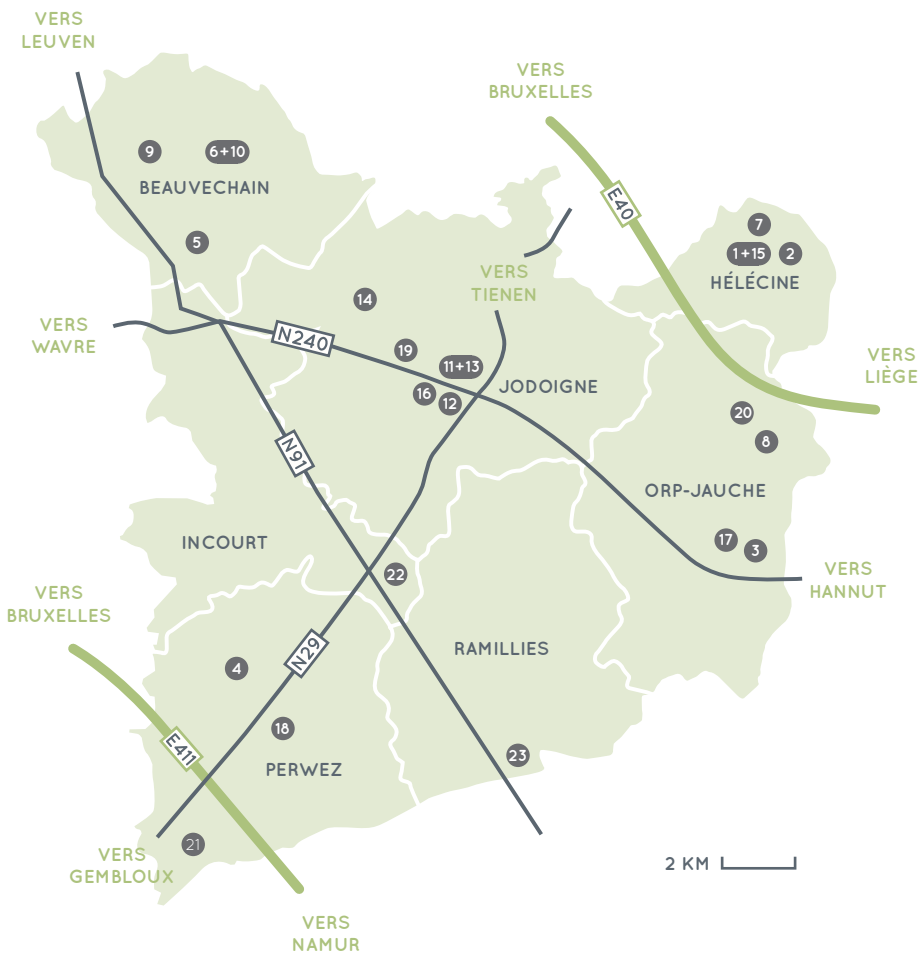 VERS
LEUVEN
VERS
BRUXELLES
9
6+10
BEAUVECHAIN
E40
7
5
1+15
2
HÉLÉCINE
VERS
TIENEN
14
VERS
WAVRE
N240
19
11+13
VERS
LIÈGE
16
12
JODOIGNE
20
8
N91
ORP-JAUCHE
INCOURT
17
3
22
VERS
HANNUT
VERS
BRUXELLES
N29
RAMILLIES
4
18
E411
23
PERWEZ
21
VERS
GEMBLOUX
2 KM
VERS
NAMUR